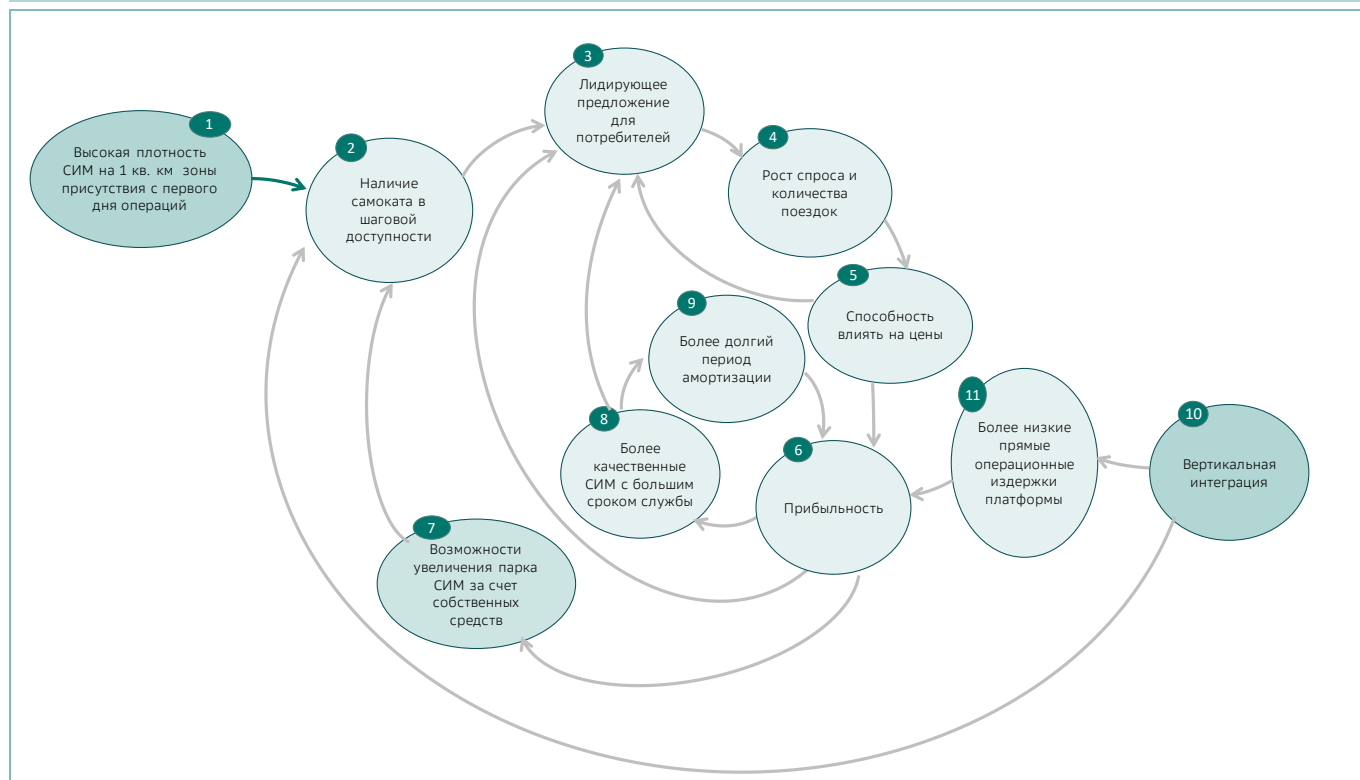 1
Высокая плотность
СИМ на 1 кв. км зоны
присутствия с первого
дня операций
2
Наличие
самоката в
шаговой
доступности
3
Лидирующее
предложение
для
потребителей
4
Рост спроса и
количества
поездок
5
Способность
влиять на цены
9
Более долгий
период
амортизации
8
Более
качественные
СИМ с большим
сроком службы
6
Прибыльность
11
Более низкие
прямые
операционные
издержки
платформы
10
Вертикальная
интеграция
7
Возможности
увеличения парка
СИМ за счет
собственных
средств